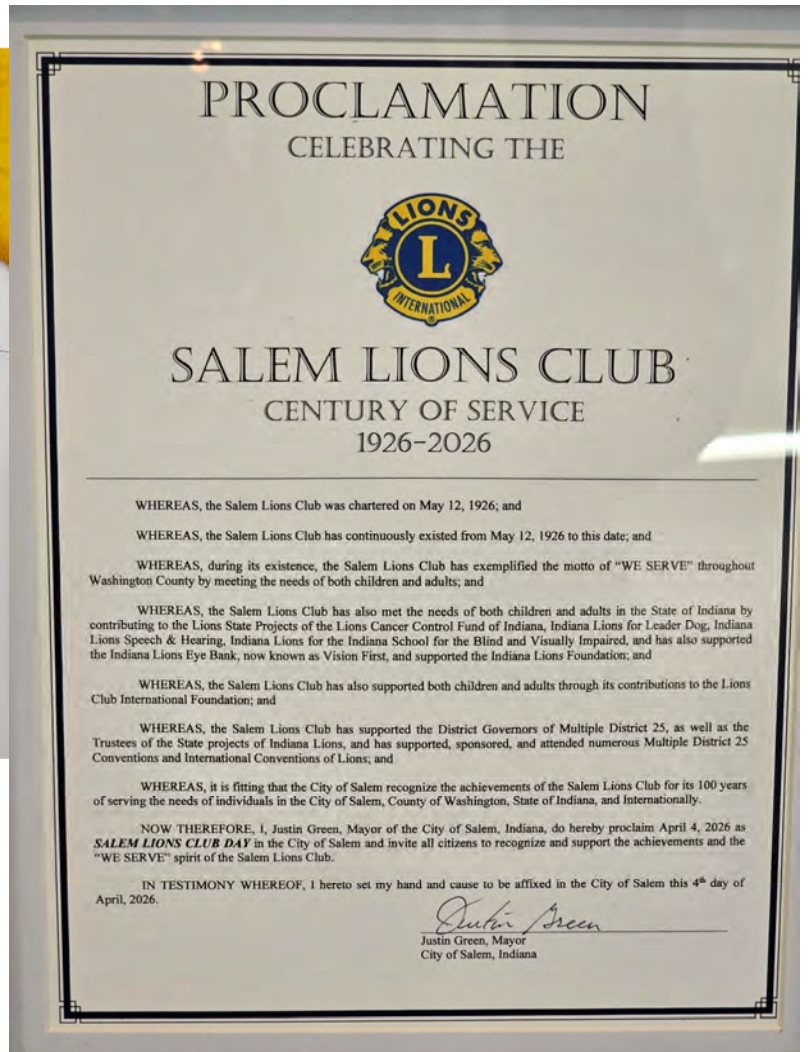 PROCLAMATION
CELEBRATING THE
LIONS
L
INTERNATIONAL
SALEM LIONS CLUB
CENTURY OF SERVICE
1926-2026
WHEREAS, the Salem Lions Club was chartered on May 12, 1926; and
WHEREAS, the Salem Lions Club has continuously existed from May 12, 1926 to this date; and
WHEREAS, during its existence, the Salem Lions Club has exemplified the motto of "WE SERVE" throughout
Washington County by meeting the needs of both children and adults; and
WHEREAS, the Salem Lions Club has also met the needs of both children and adults in the State of Indiana by
contributing to the Lions State Projects of the Lions Cancer Control Fund of Indiana, Indiana Lions for Leader Dog, Indiana
Lions Speech & Hearing, Indiana Lions for the Indiana School for the Blind and Visually Impaired, and has also supported
the Indiana Lions Eye Bank, now known as Vision First, and supported the Indiana Lions Foundation; and
WHEREAS, the Salem Lions Club has also supported both children and adults through its contributions to the Lions
Club International Foundation; and
WHEREAS, the Salem Lions Club has supported the District Governors of Multiple District 25, as well as the
Trustees of the State projects of Indiana Lions, and has supported, sponsored, and attended numerous Multiple District 25
Conventions and International Conventions of Lions; and
WHEREAS, it is fitting that the City of Salem recognize the achievements of the Salem Lions Club for its 100 years
of serving the needs of individuals in the City of Salem, County of Washington, State of Indiana, and Internationally.
NOW THEREFORE, I, Justin Green, Mayor of the City of Salem, Indiana, do hereby proclaim April 4, 2026 as
SALEM LIONS CLUB DAY in the City of Salem and invite all citizens to recognize and support the achievements and the
"WE SERVE" spirit of the Salem Lions Club.
IN TESTIMONY WHEREOF, I hereto set my hand and cause to be affixed in the City of Salem this 4th day of
April, 2026.
Justin Green
Justin Green, Mayor
City of Salem, Indiana